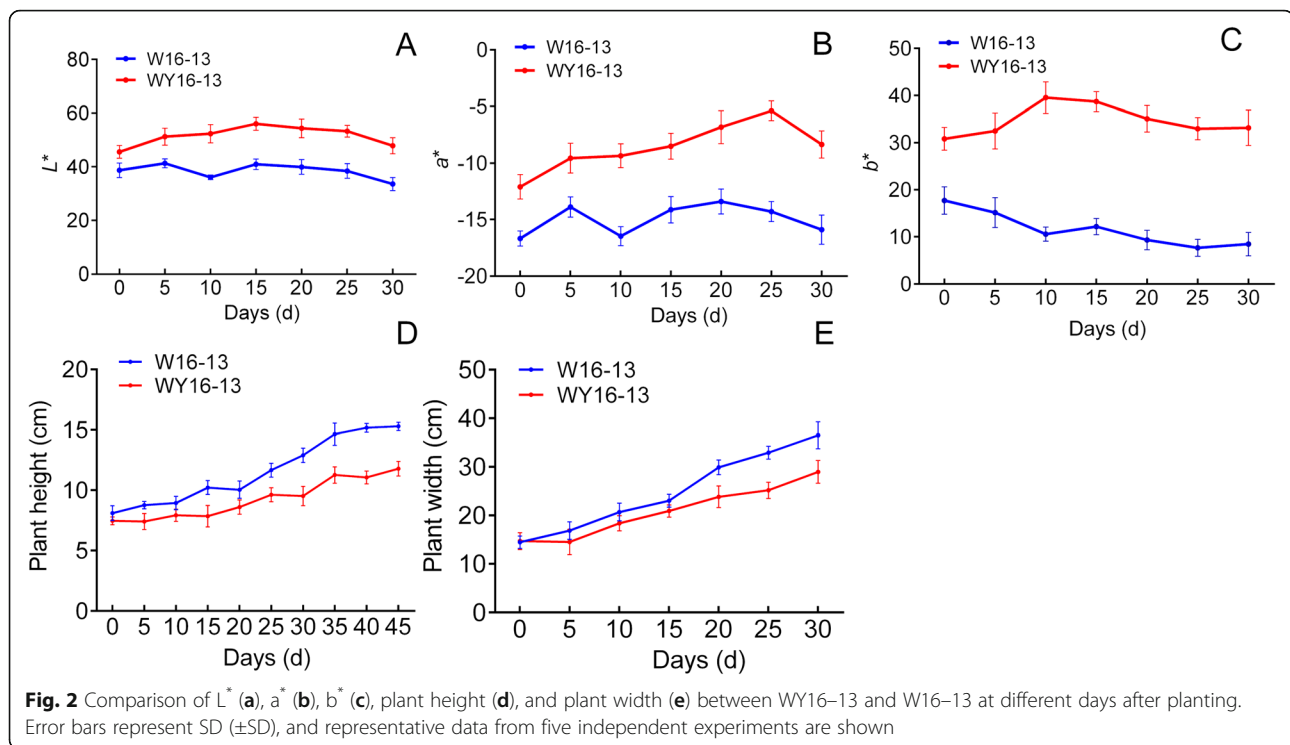 A
W16-13
WY16-13
L*
80
60
40
20
0
0 5 10 15 20 25 30
Days (d)
B
W16-13
WY16-13
a*
0
-5
-10
-15
-20
0 5 10 15 20 25 30
Days (d)
C
W16-13
WY16-13
b*
50
40
30
20
10
0
0 5 10 15 20 25 30
Days (d)
D
W16-13
WY16-13
Plant height (cm)
20
15
10
5
0
0 5 10 15 20 25 30 35 40 45
Days (d)
E
W16-13
WY16-13
Plant width (cm)
50
40
30
20
10
0
0 5 10 15 20 25 30
Days (d)
Fig. 2 Comparison of L* (a), a* (b), b* (c), plant height (d), and plant width (e) between WY16–13 and W16–13 at different days after planting.
Error bars represent SD (±SD), and representative data from five independent experiments are shown